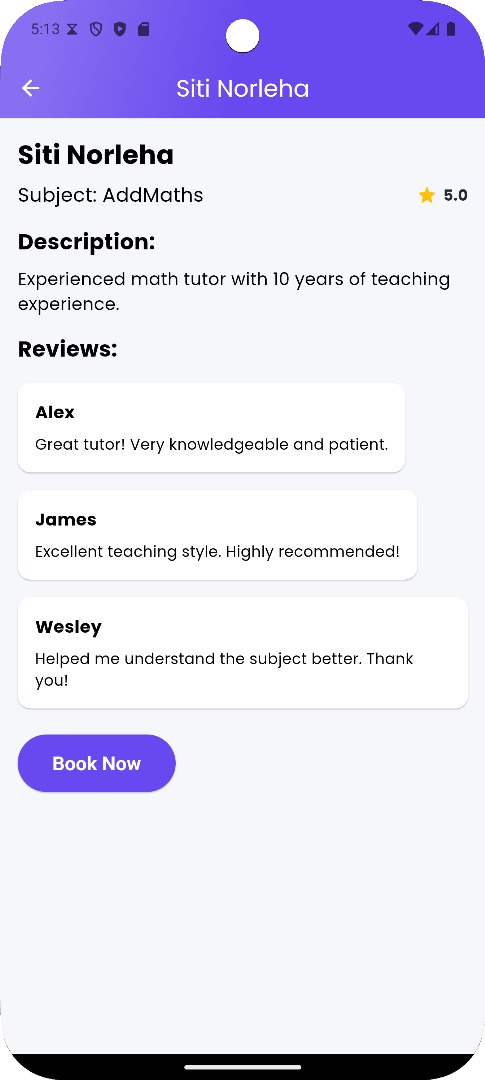 5:13
Siti Norleha
Siti Norleha
Subject: AddMaths
5.0
Description:
Experienced math tutor with 10 years of teaching
experience.
Reviews:
Alex
Great tutor! Very knowledgeable and patient.
James
Excellent teaching style. Highly recommended!
Wesley
Helped me understand the subject better. Thank
you!
Book Now